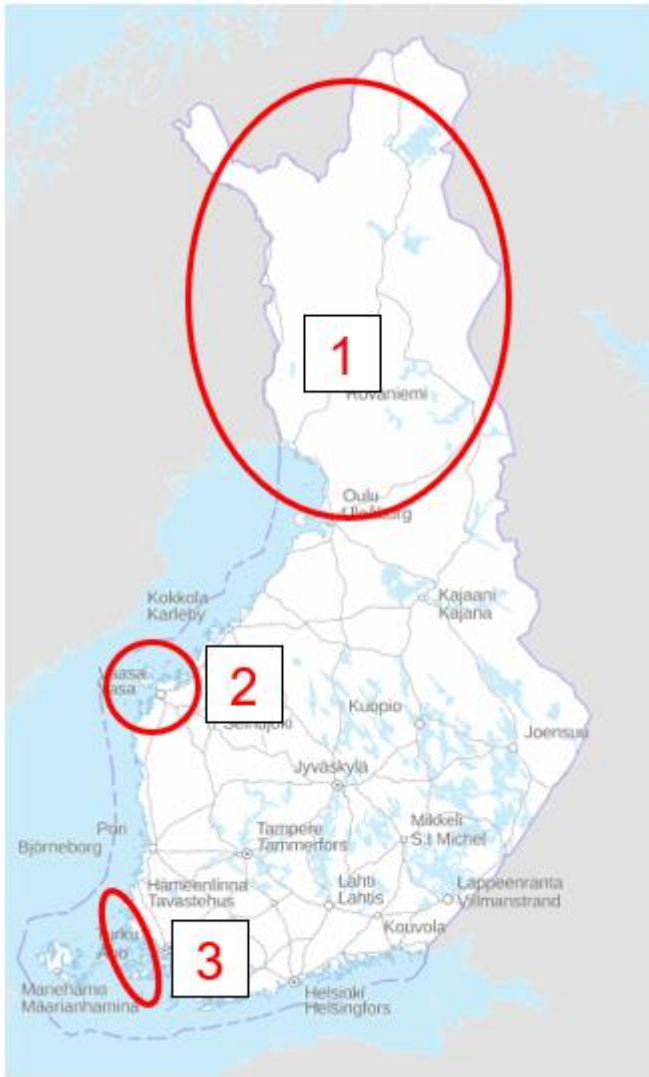 1
Rovaniemi
Oulu
Uleåborg
Kokkola
Karleby
Kajaani
Kajana
Vaasa
Vasa
2
Seinäjoki
Kuopio
Joensuu
Jyväskylä
Pori
Björneborg
Tampere
Tammerfors
Mikkeli
S:t Michel
Hämeenlinna
Tavastehus
Lahti
Lahtis
Lappeenranta
Villmanstrand
Kouvola
Turku
Åbo
3
Mariehamn
Maarianhamina
Helsinki
Helsingfors